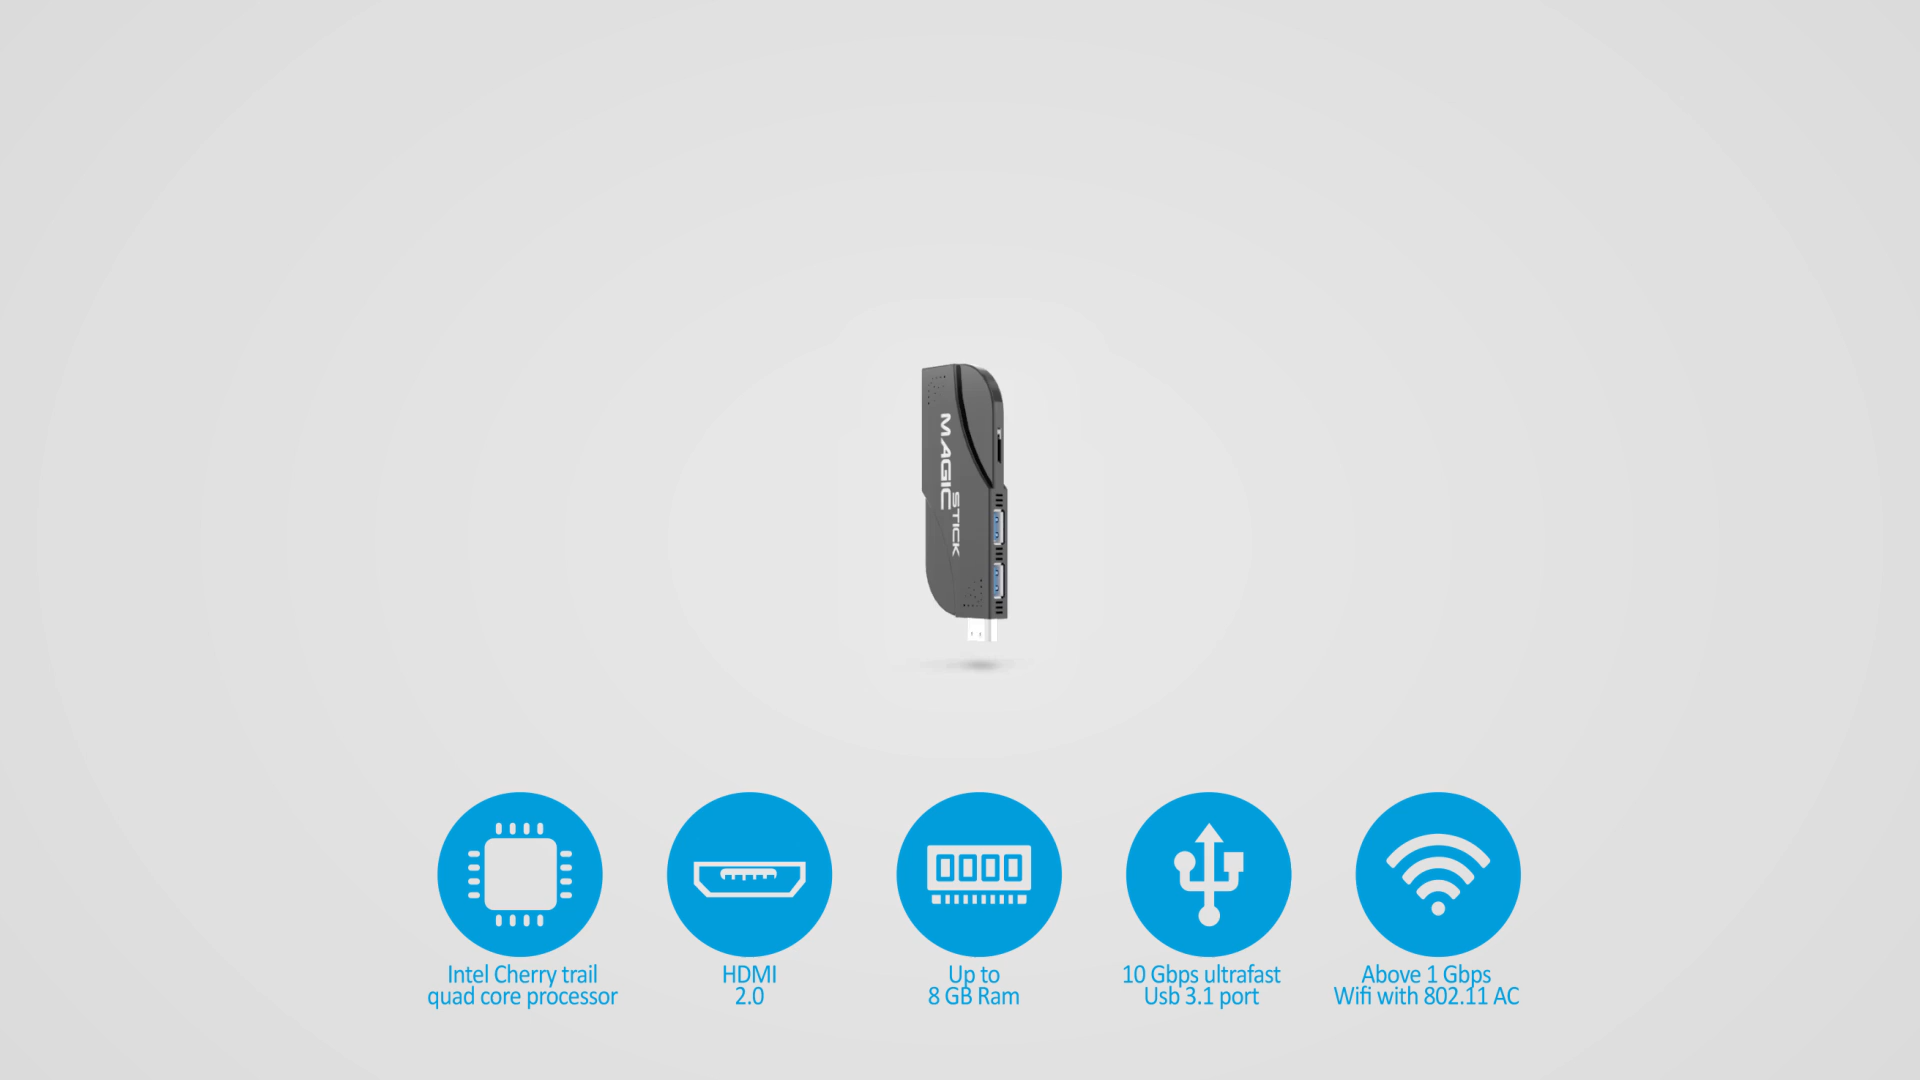 MAGIC
STICK
Intel Cherry trail
quad core processor
HDMI
2.0
Up to
8 GB Ram
10 Gbps ultrafast
Usb 3.1 port
Above 1 Gbps
Wifi with 802.11 AC